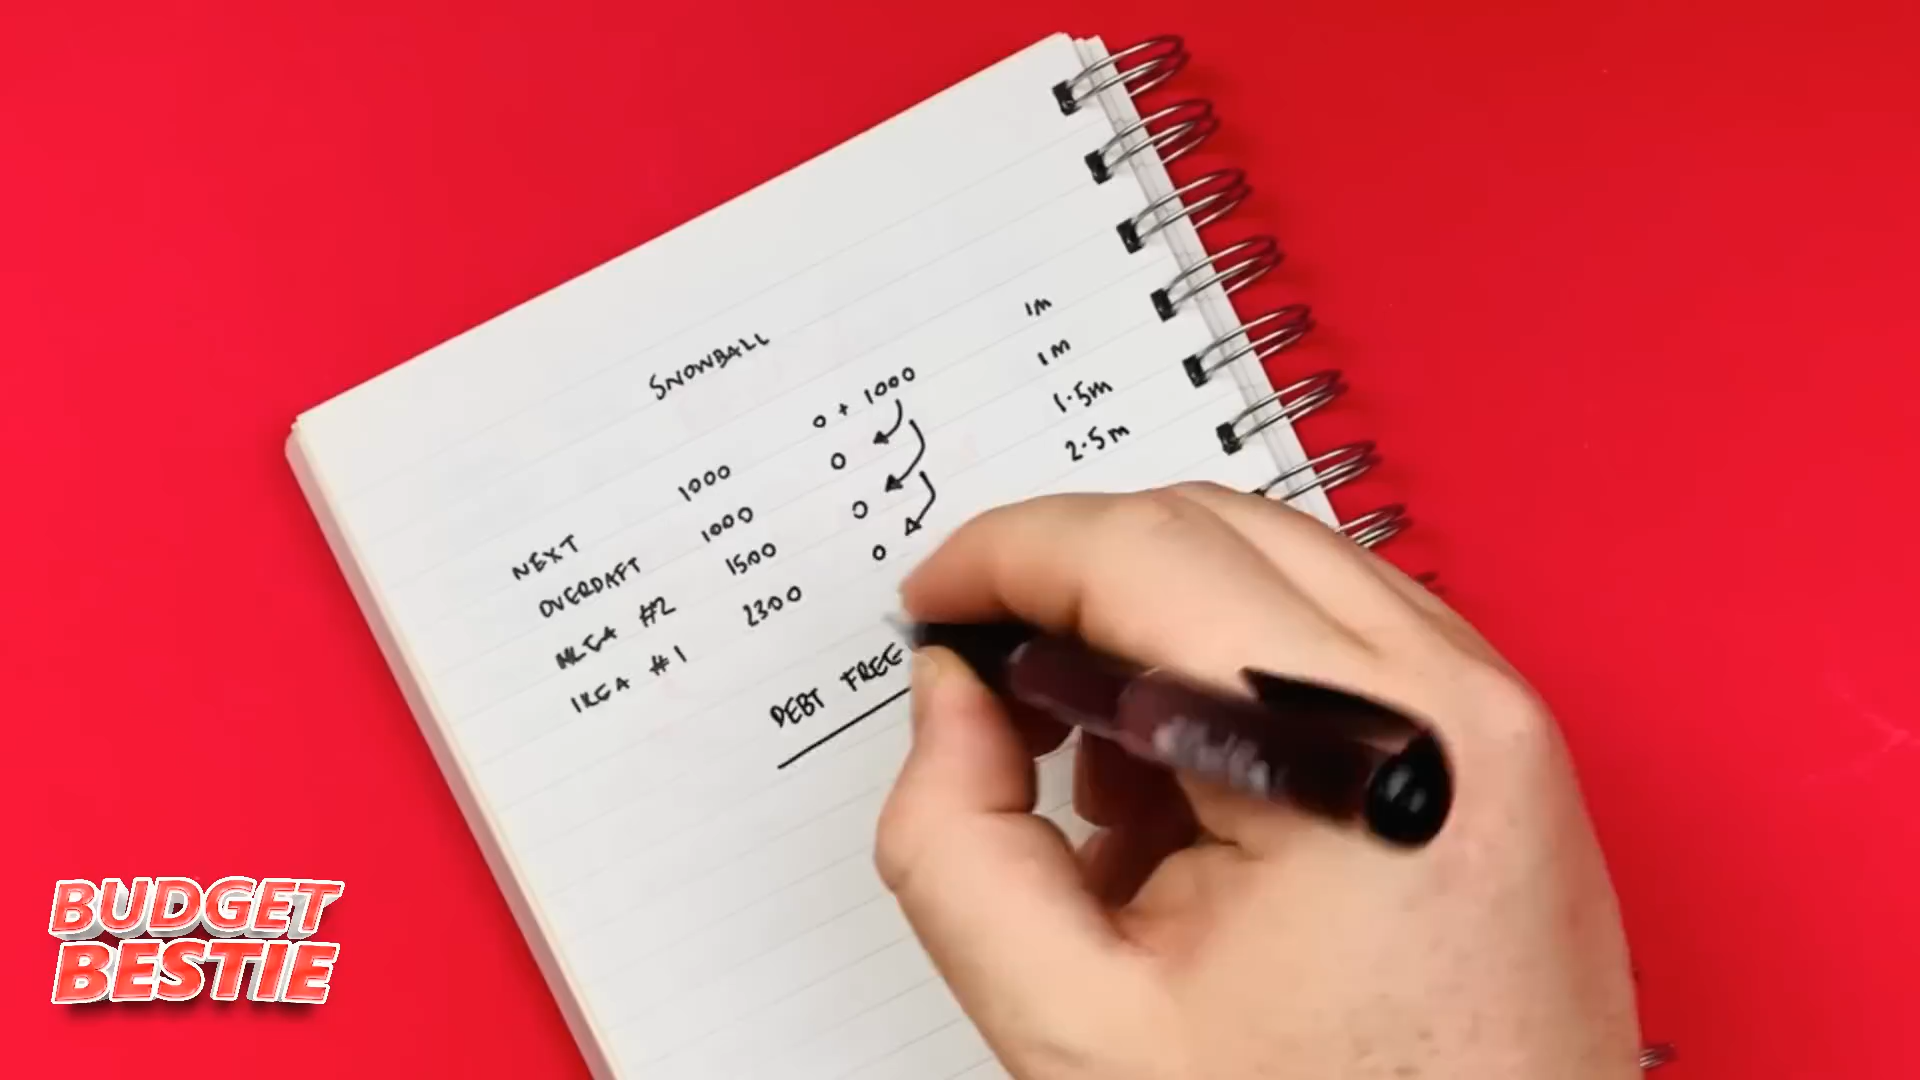 SNOWBALL
NEXT 1000 0 + 1000 1M
OVERDAFT 1000 0 1M
#2 1500 0 1.5m
IKEA #1 2300 0 2.5m
DEBT FREE
BUDGET
BESTIE